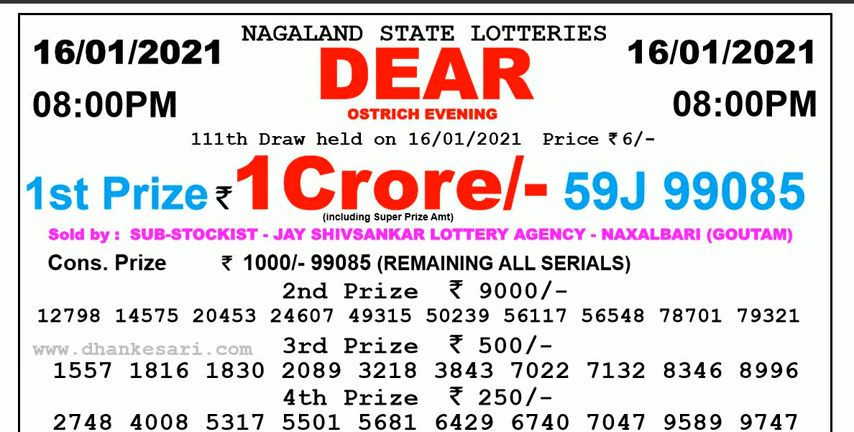 NAGALAND STATE LOTTERIES
16/01/2021 DEAR 16/01/2021
08:00PM OSTRICH EVENING 08:00PM
111th Draw held on 16/01/2021 Price ₹6/-
1st Prize ₹1Crore/- 59J 99085
(including Super Prize Amt)
Sold by : SUB-STOCKIST - JAY SHIVSANKAR LOTTERY AGENCY - NAXALBARI (GOUTAM)
Cons. Prize ₹ 1000/- 99085 (REMAINING ALL SERIALS)
2nd Prize ₹ 9000/-
12798 14575 20453 24607 49315 50239 56117 56548 78701 79321
www.dhankesari.com 3rd Prize ₹ 500/-
1557 1816 1830 2089 3218 3843 7022 7132 8346 8996
4th Prize ₹ 250/-
2748 4008 5317 5501 5681 6429 6740 7047 9589 9747